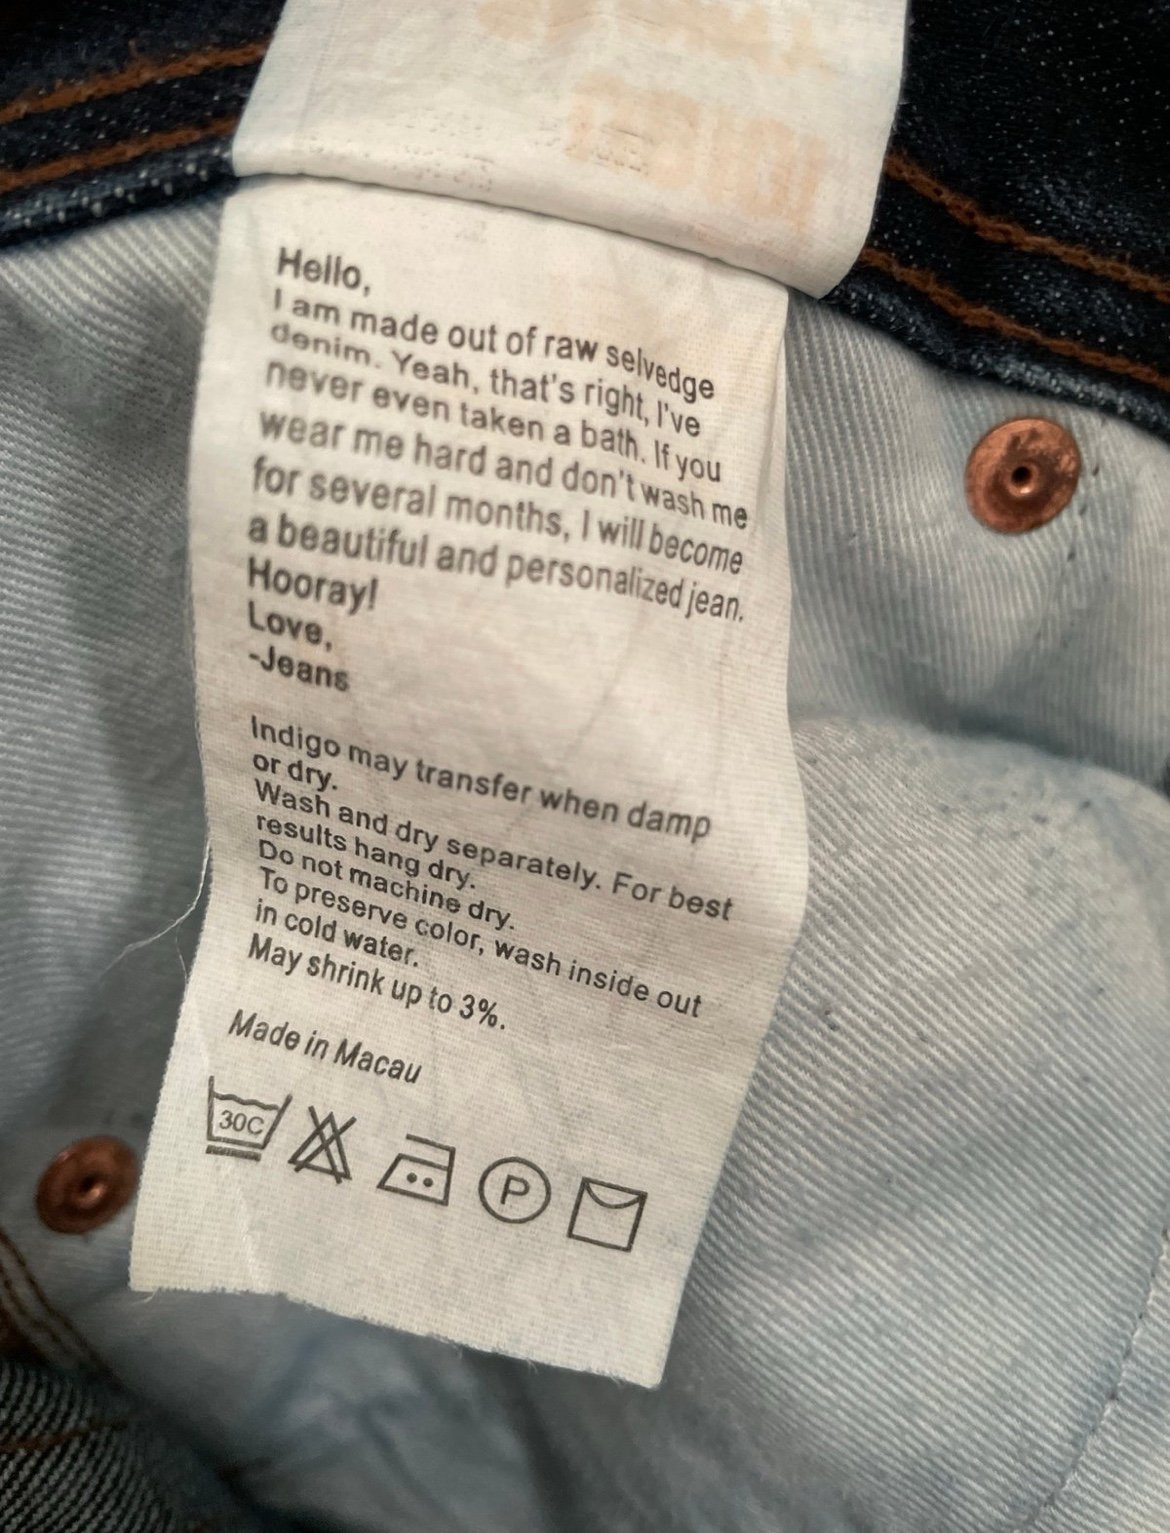 Hello,
I am made out of raw selvedge
denim. Yeah, that's right, I've
never even taken a bath. If you
wear me hard and don't wash me
for several months, I will become
a beautiful and personalized jean.
Hooray!
Love,
-Jeans
Indigo may transfer when damp
or dry.
Wash and dry separately. For best
results hang dry.
Do not machine dry.
To preserve color, wash inside out
in cold water.
May shrink up to 3%.
Made in Macau
30C
P